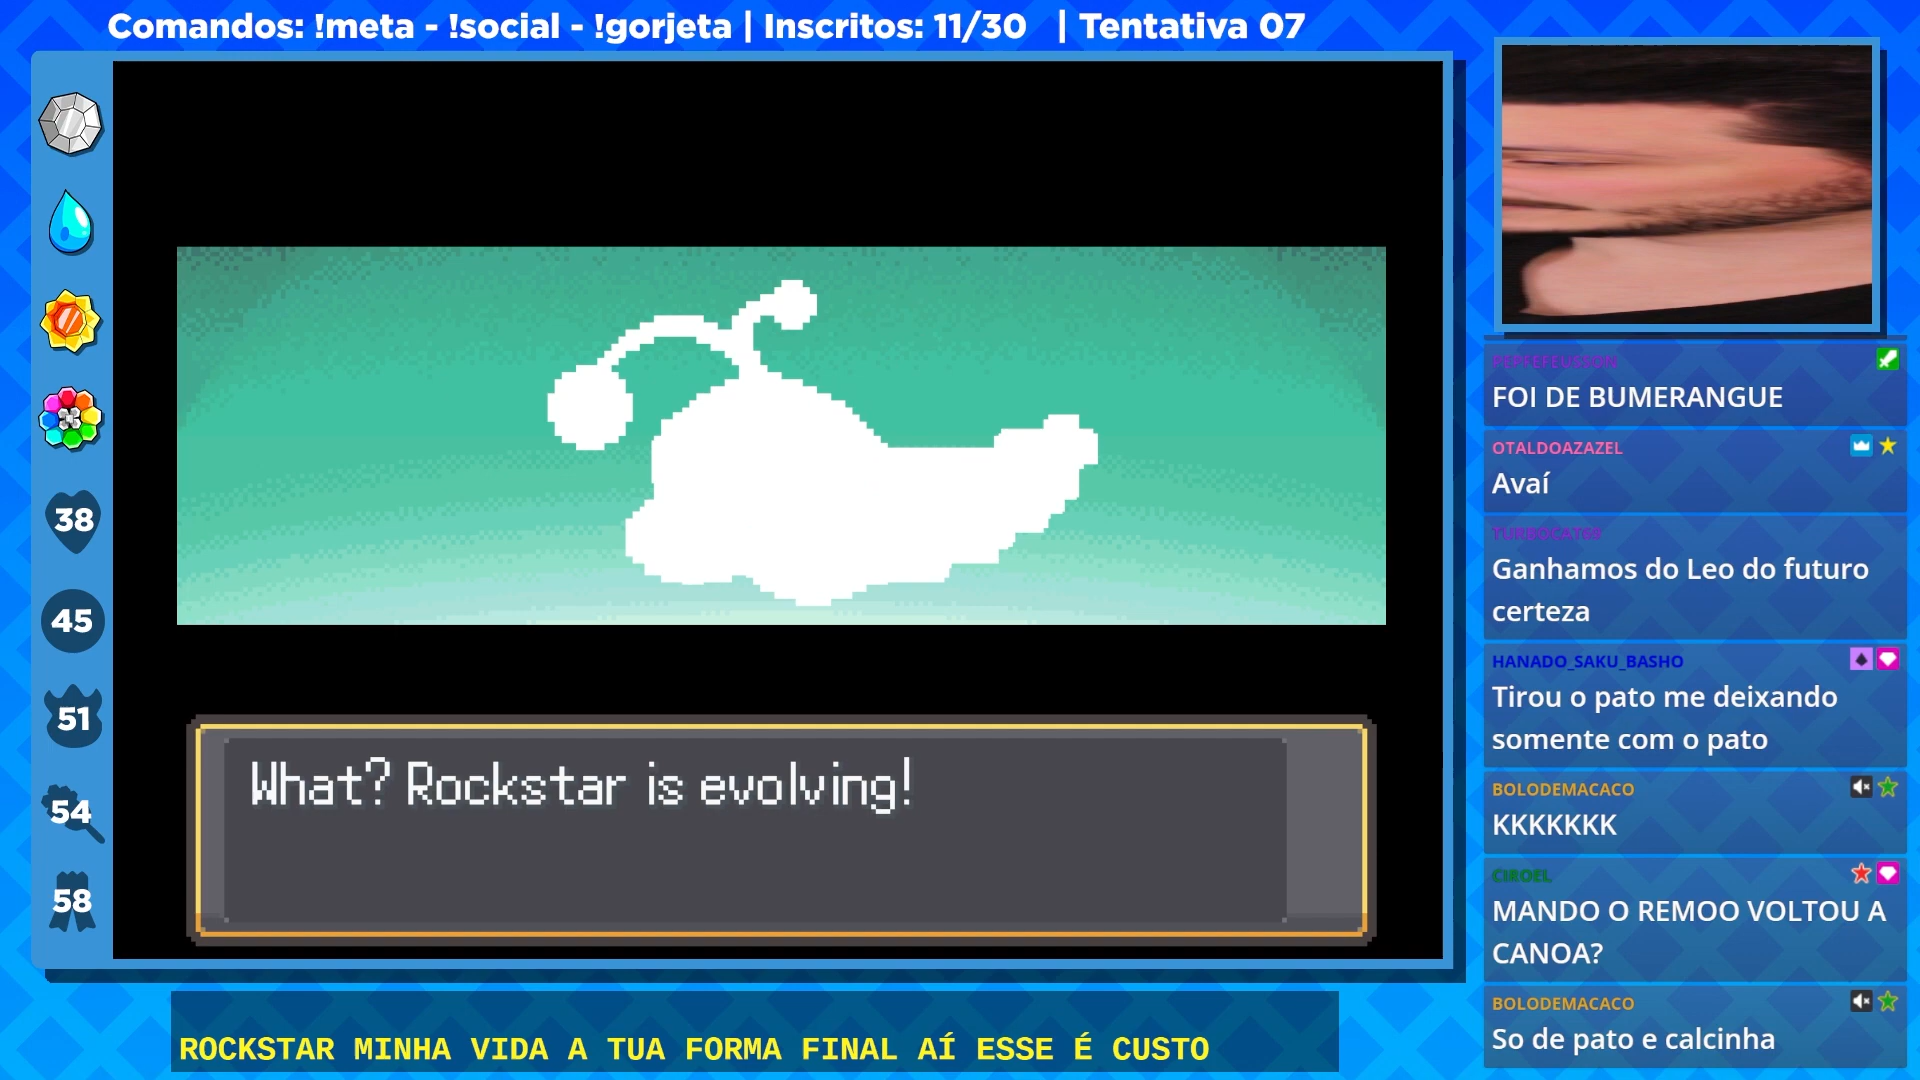 Comandos: !meta - !social - !gorjeta | Inscritos: 11/30 | Tentativa 07
38
45
51
54
58
What? Rockstar is evolving!
ROCKSTAR MINHA VIDA A TUA FORMA FINAL AÍ ESSE É CUSTO
FOI DE BUMERANGUE
OTALDOAZAZEL
Avaí
Ganhamos do Leo do futuro
certeza
HANADO_SAKU_BASHO
Tirou o pato me deixando
somente com o pato
BOLODEMACACO
KKKKKKK
CIROEL
MANDO O REMOO VOLTOU A
CANOA?
BOLODEMACACO
So de pato e calcinha